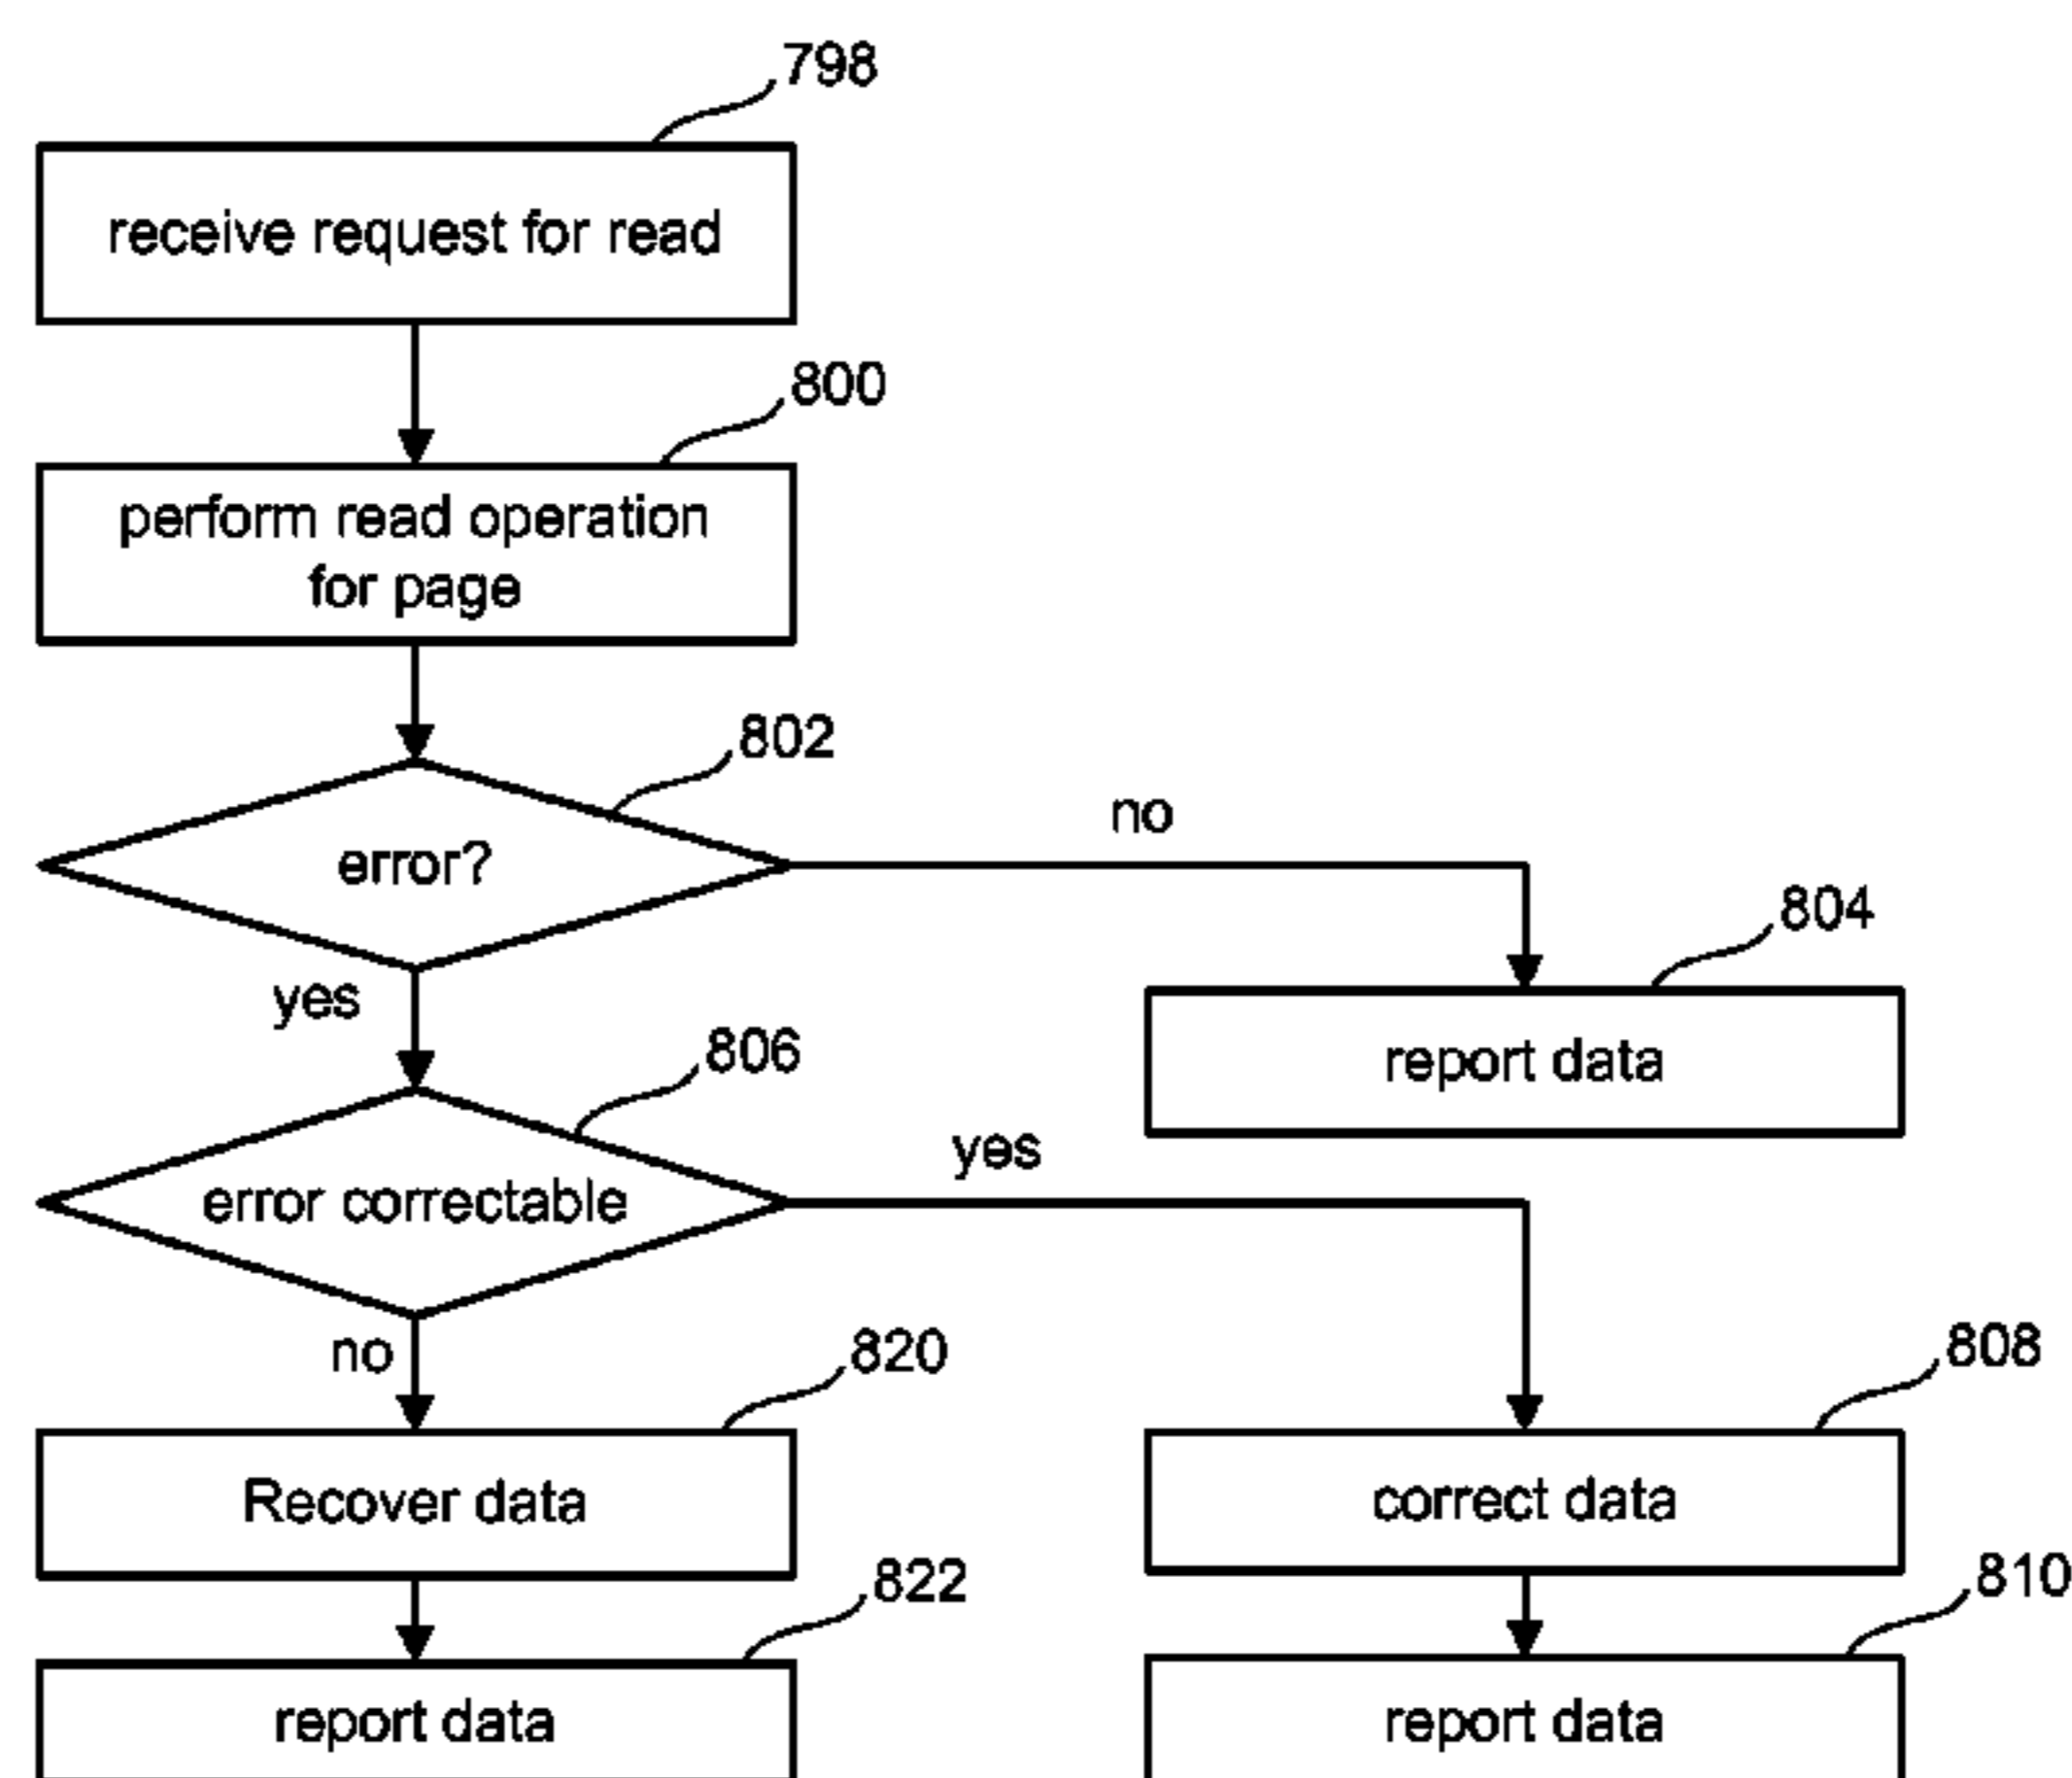 798
receive request for read
800
perform read operation
for page
802
error?
no
804
report data
yes
806
error correctable
yes
no
820
Recover data
808
correct data
822
report data
810
report data